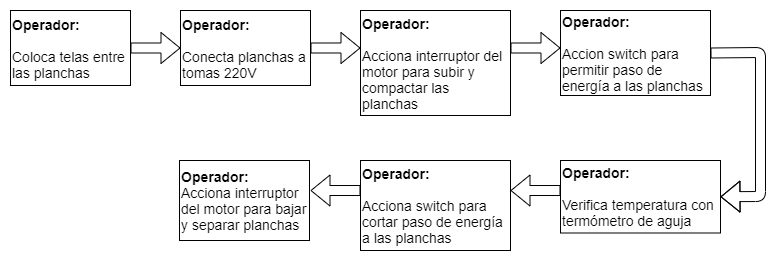 Operador:
Coloca telas entre
las planchas
Operador:
Conecta planchas a
tomas 220V
Operador:
Acciona interruptor del
motor para subir y
compactar las
planchas
Operador:
Accion switch para
permitir paso de
energía a las planchas
Operador:
Verifica temperatura con
termómetro de aguja
Operador:
Acciona switch para
cortar paso de energía
a las planchas
Operador:
Acciona interruptor
del motor para bajar
y separar planchas